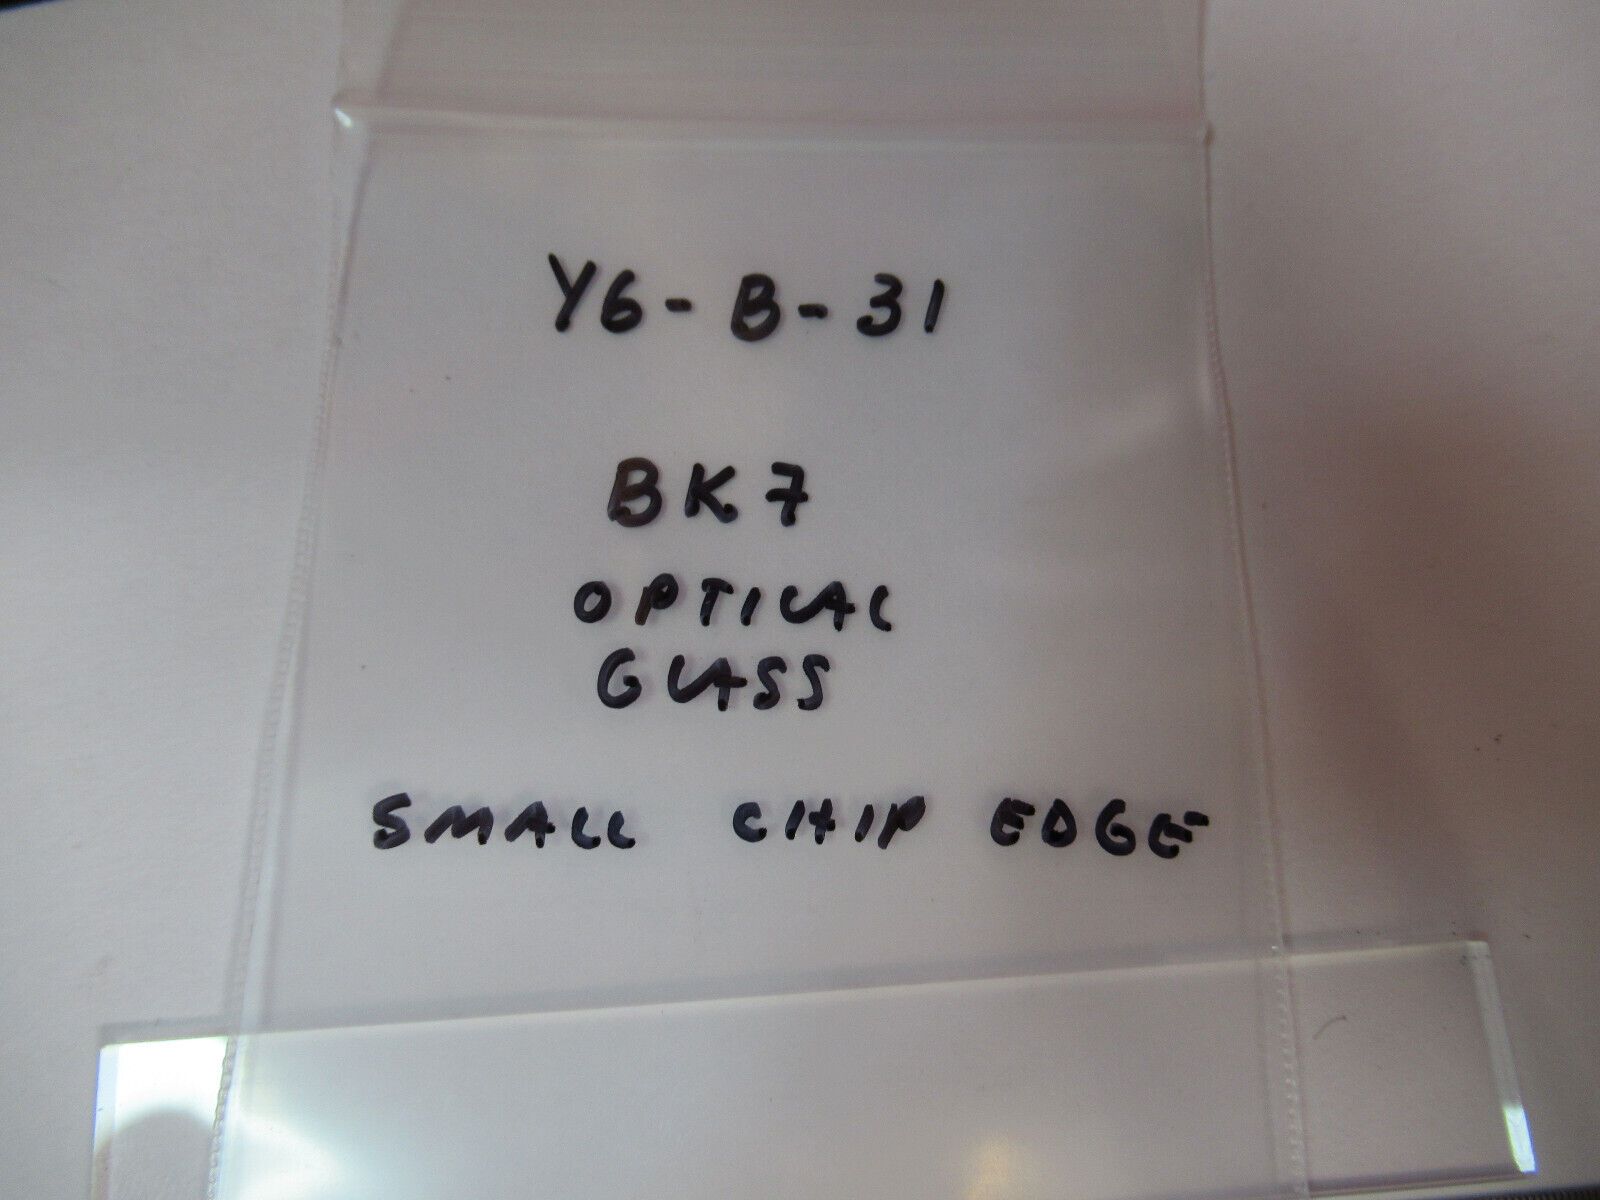 Y6-B-31
BK7
OPTICAL
GLASS
SMALL CHIP EDGE